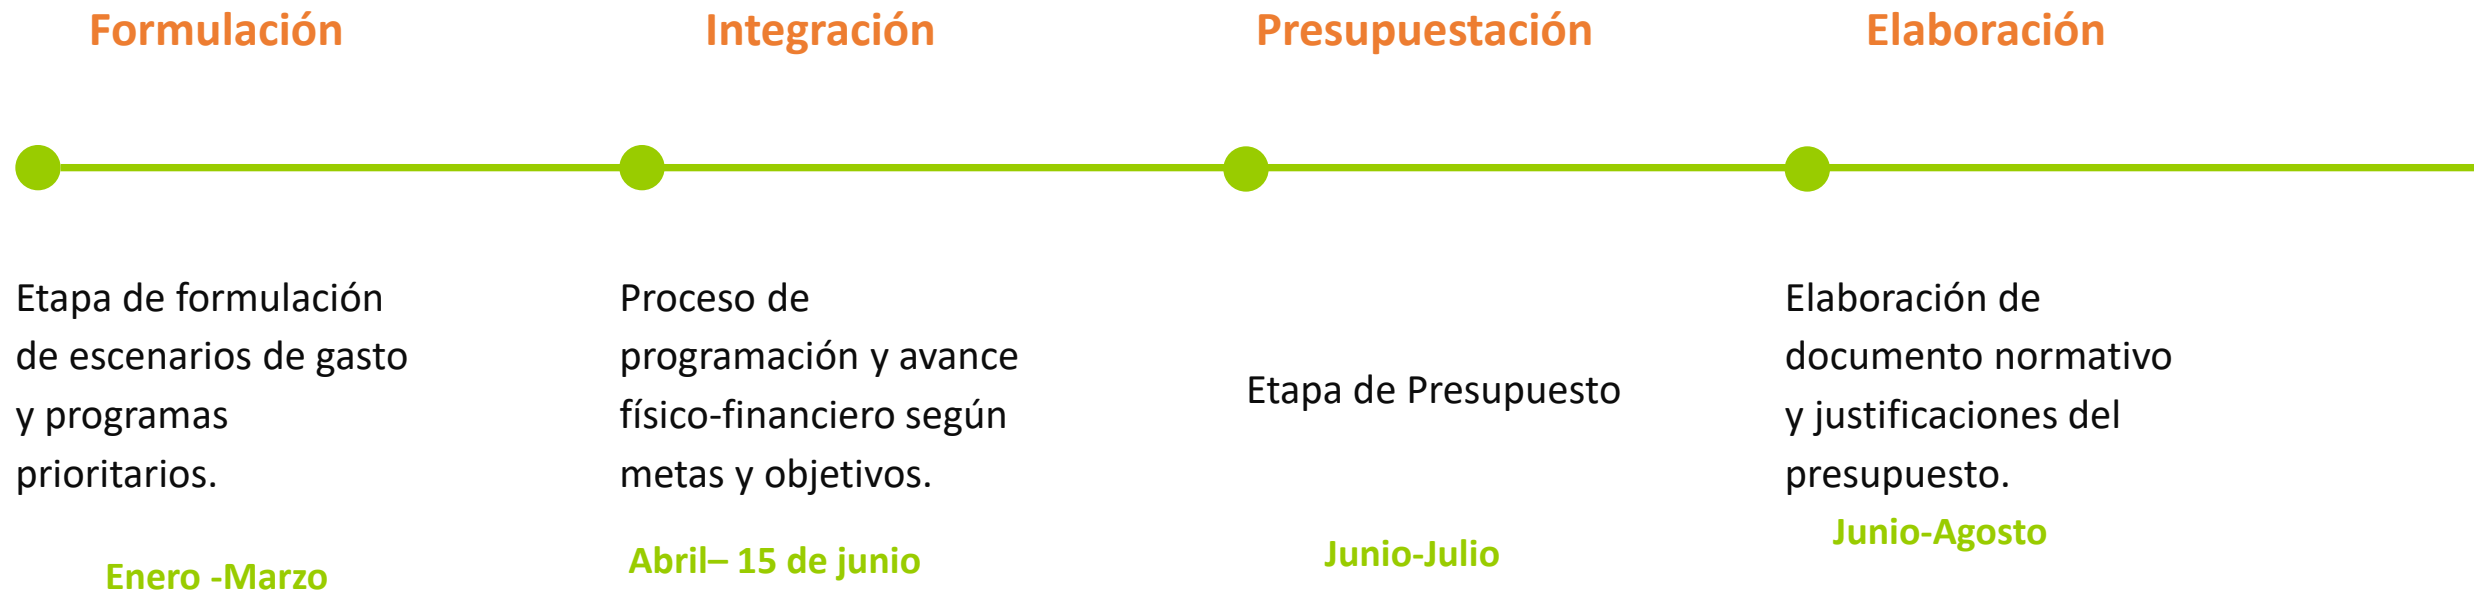 Formulación
Integración
Presupuestación
Elaboración
Etapa de formulación
de escenarios de gasto
y programas
prioritarios.
Enero -Marzo
Proceso de
programación y avance
físico-financiero según
metas y objetivos.
Abril– 15 de junio
Etapa de Presupuesto
Junio-Julio
Elaboración de
documento normativo
y justificaciones del
presupuesto.
Junio-Agosto